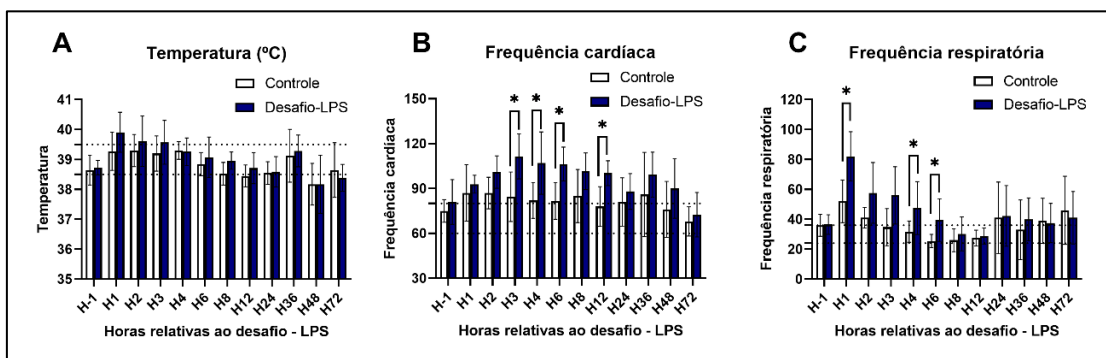 A
Temperatura (ºC)
Controle
Desafio-LPS
Temperatura
41
40
39
38
37
36
35
H-1
H1
H2
H3
H4
H6
H8
H12
H24
H36
H48
H72
Horas relativas ao desafio - LPS
B
Frequência cardíaca
Controle
Desafio-LPS
Frequência cardíaca
150
120
90
60
30
* * * *
H-1
H1
H2
H3
H4
H6
H8
H12
H24
H36
H48
H72
Horas relativas ao desafio - LPS
C
Frequência respiratória
Controle
Desafio-LPS
Frequência respiratória
120
100
80
60
40
20
0
* * *
H-1
H1
H2
H3
H4
H6
H8
H12
H24
H36
H48
H72
Horas relativas ao desafio - LPS